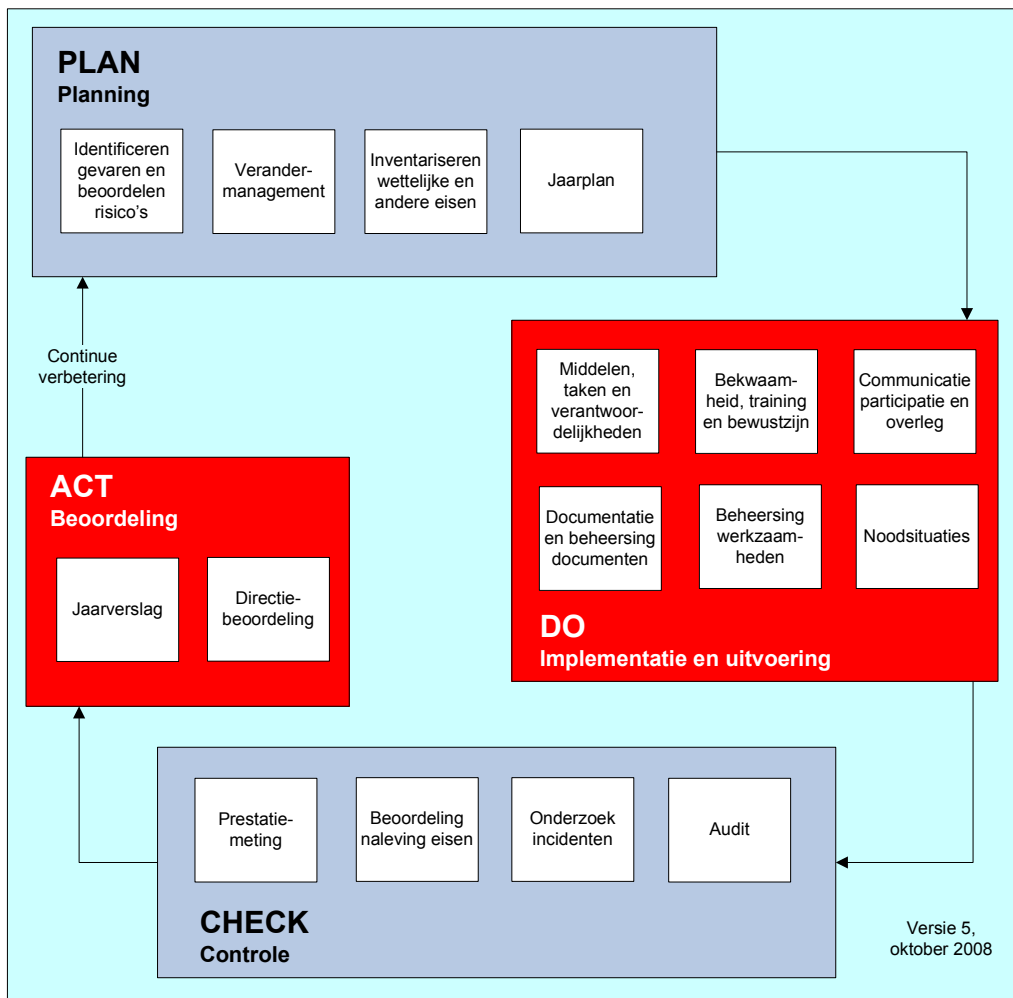 PLAN
Planning
Identificeren
gevaren en
beoordelen
risico's
Verander-
management
Inventariseren
wettelijke en
andere eisen
Jaarplan
Continue
verbetering
Middelen,
taken en
verantwoor-
delijkheden
Bekwaam-
heid, training
en bewustzijn
Communicatie
participatie en
overleg
Documentatie
en beheersing
documenten
Beheersing
werkzaam-
heden
Noodsituaties
DO
Implementatie en uitvoering
ACT
Beoordeling
Jaarverslag
Directie-
beoordeling
Prestatie-
meting
Beoordeling
naleving eisen
Onderzoek
incidenten
Audit
CHECK
Controle
Versie 5,
oktober 2008